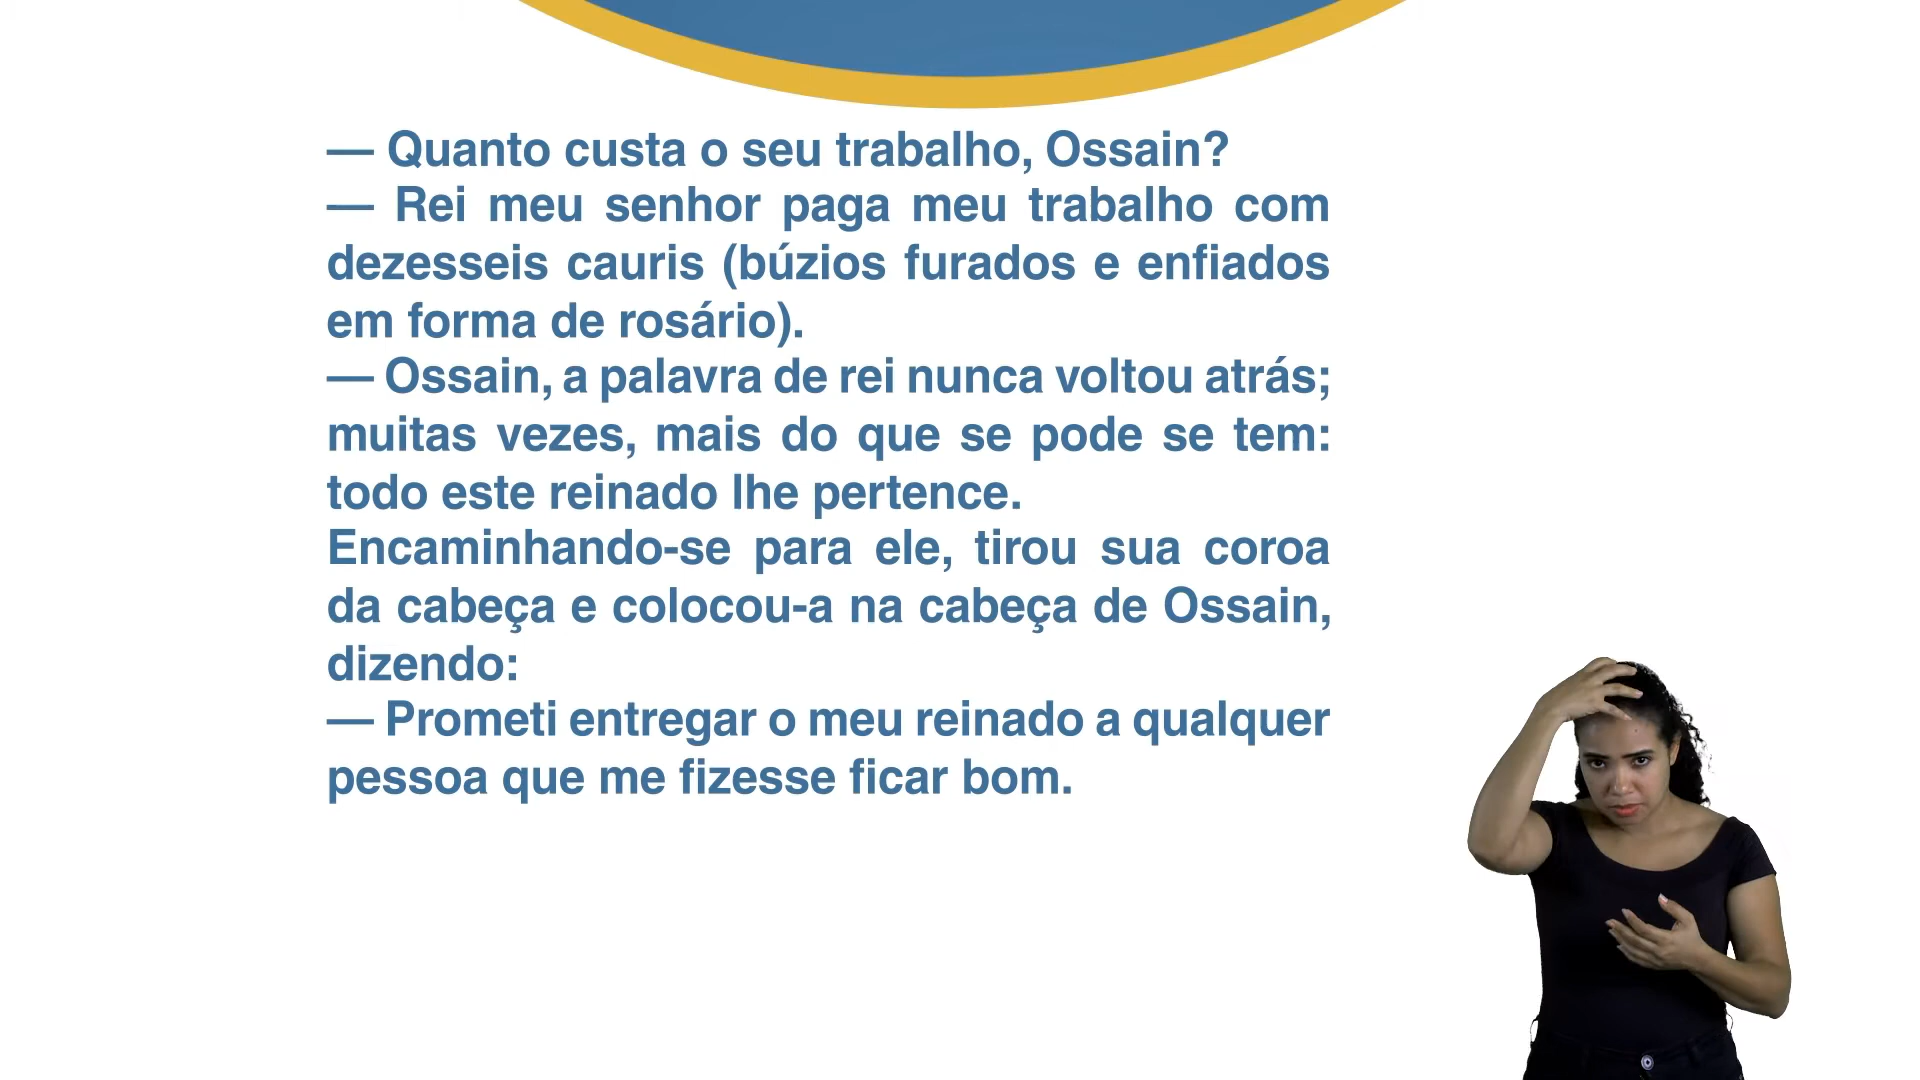 — Quanto custa o seu trabalho, Ossain?
— Rei meu senhor paga meu trabalho com
dezesseis cauris (búzios furados e enfiados
em forma de rosário).
— Ossain, a palavra de rei nunca voltou atrás;
muitas vezes, mais do que se pode se tem:
todo este reinado lhe pertence.
Encaminhando-se para ele, tirou sua coroa
da cabeça e colocou-a na cabeça de Ossain,
dizendo:
— Prometi entregar o meu reinado a qualquer
pessoa que me fizesse ficar bom.